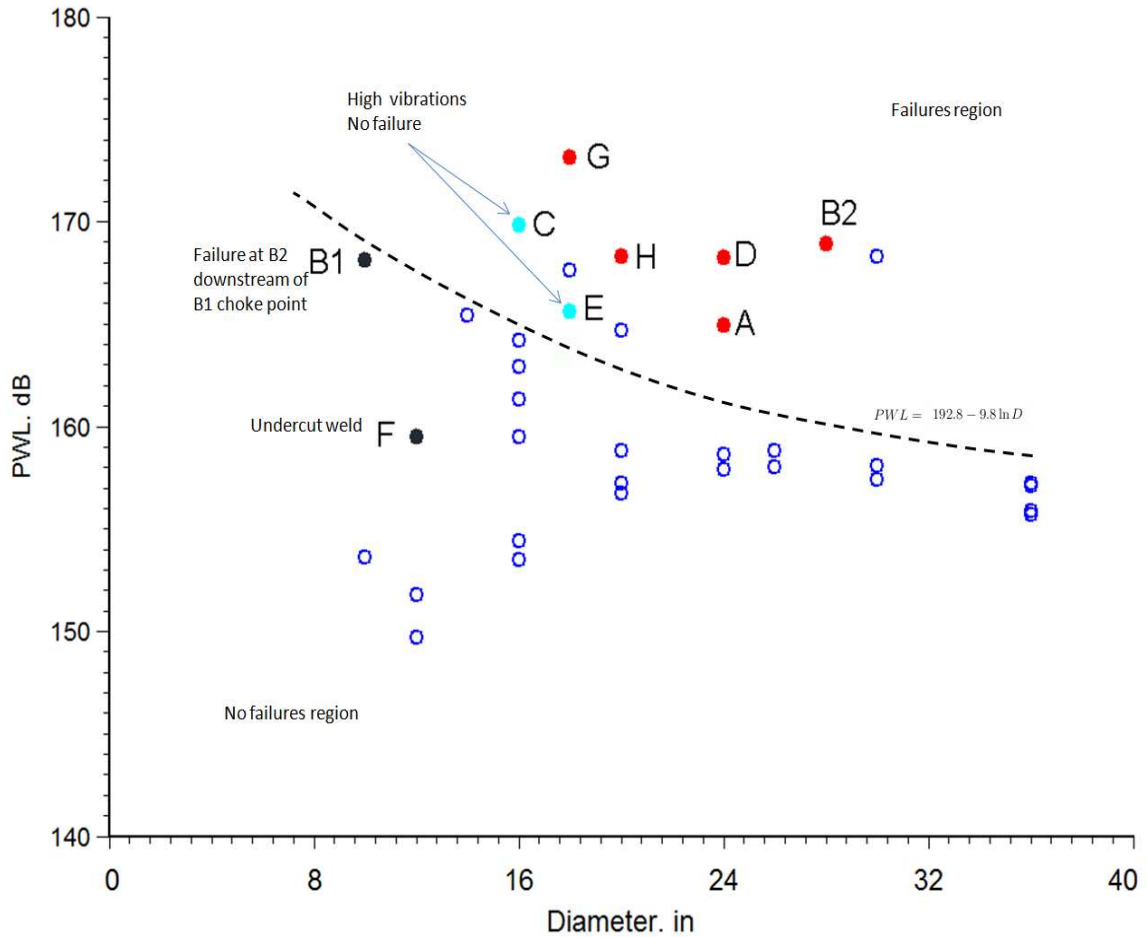 180
High vibrations
No failure
Failures region
G
C
B2
170
Failure at B2
downstream of
B1 choke point
B1
H
D
E
A
PWL. dB
160
PWL = 192.8 − 9.8 ln D
Undercut weld
F
150
No failures region
140
0
8
16
24
32
40
Diameter. in